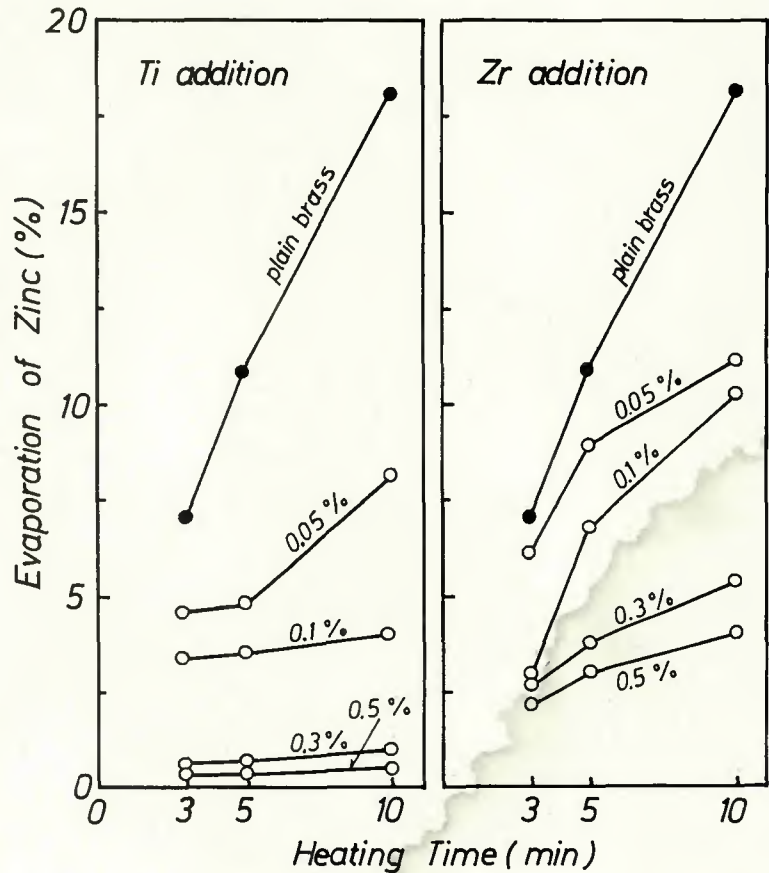 20
15
10
5
0
Evaporation of Zinc (%)
Ti addition
plain brass
0.05 %
0.1 %
0.5 %
0.3 %
0 3 5 10
Zr addition
plain brass
0.05 %
0.1 %
0.3 %
0.5 %
3 5 10
Heating Time (min)